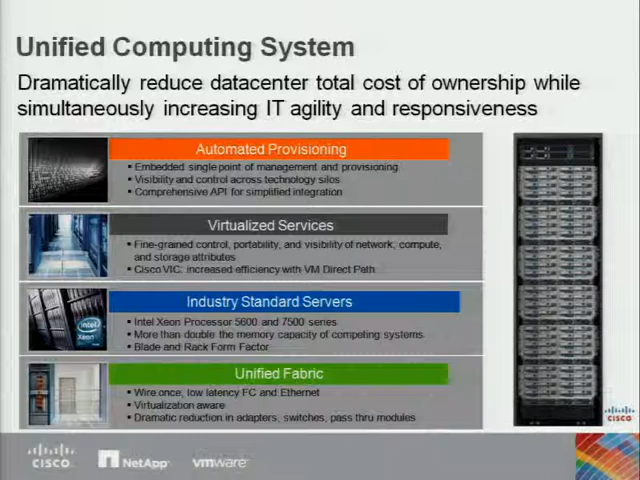 Unified Computing System
Dramatically reduce datacenter total cost of ownership while
simultaneously increasing IT agility and responsiveness
Automated Provisioning
▪ Embedded single point of management and provisioning
▪ Visibility and control across technology silos
▪ Comprehensive API for simplified integration
Virtualized Services
▪ Fine-grained control, portability, and visibility of network, compute,
and storage attributes
▪ Cisco VIC: increased efficiency with VM Direct Path
Industry Standard Servers
▪ Intel Xeon Processor 5600 and 7500 series
▪ More than double the memory capacity of competing systems
▪ Blade and Rack Form Factor
intel
Xeon
Unified Fabric
▪ Wire once, low latency FC and Ethernet
▪ Virtualization aware
▪ Dramatic reduction in adapters, switches, pass thru modules
CISCO
CISCO
NetApp
vmware